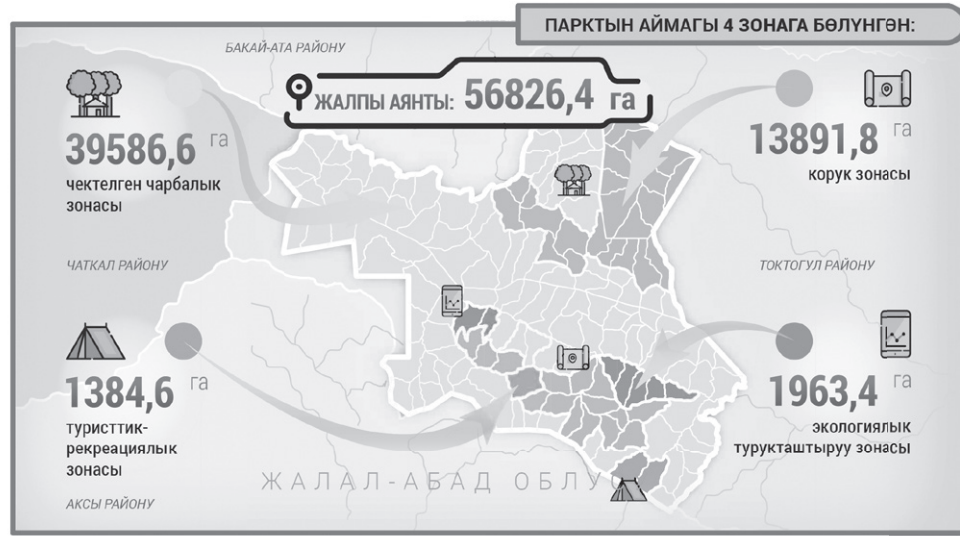 ПАРКТЫН АЙМАГЫ 4 ЗОНАГА БӨЛҮНГӨН:
БАКАЙ-АТА РАЙОНУ
ЖАЛПЫ АЯНТЫ: 56826,4 га
39586,6 га
чектелген чарбалык
зонасы
13891,8 га
корук зонасы
ЧАТКАЛ РАЙОНУ
ТОКТОГУЛ РАЙОНУ
1384,6 га
туристтик-
рекреациялык
зонасы
1963,4 га
экологиялык
турукташтыруу зонасы
ЖАЛАЛ-АБАД ОБЛУС
АКСЫ РАЙОНУ